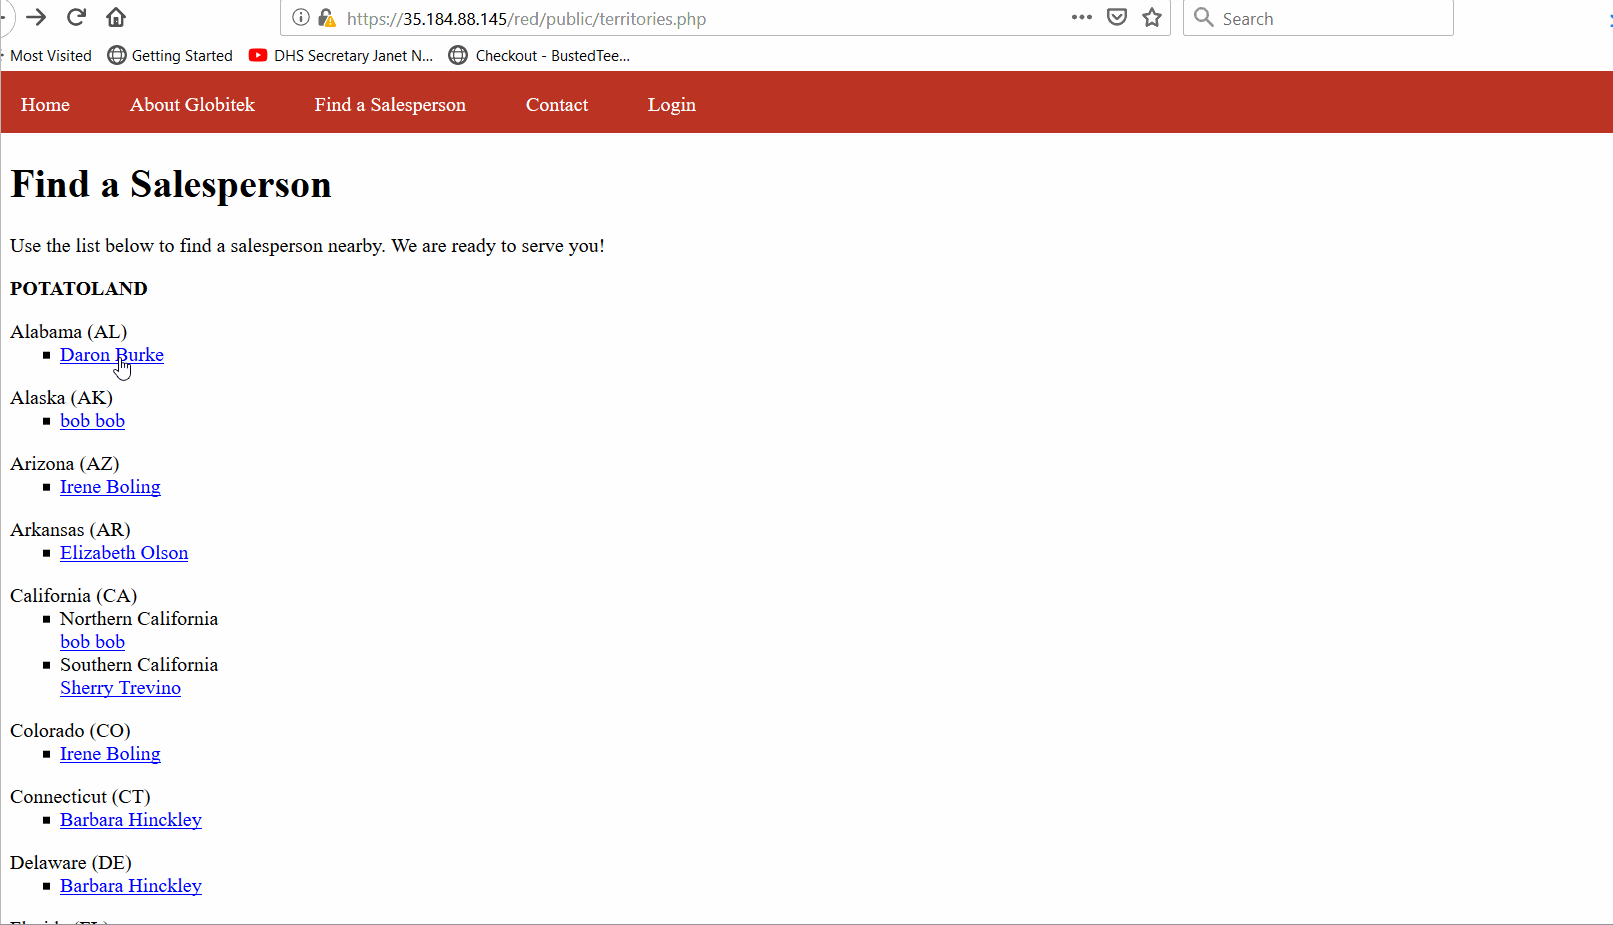 https://35.184.88.145/red/public/territories.php
Search
Most Visited Getting Started DHS Secretary Janet N... Checkout - BustedTee...
Home About Globitek Find a Salesperson Contact Login
Find a Salesperson
Use the list below to find a salesperson nearby. We are ready to serve you!
POTATOLAND
Alabama (AL)
Daron Burke
Alaska (AK)
bob bob
Arizona (AZ)
Irene Boling
Arkansas (AR)
Elizabeth Olson
California (CA)
Northern California
bob bob
Southern California
Sherry Trevino
Colorado (CO)
Irene Boling
Connecticut (CT)
Barbara Hinckley
Delaware (DE)
Barbara Hinckley